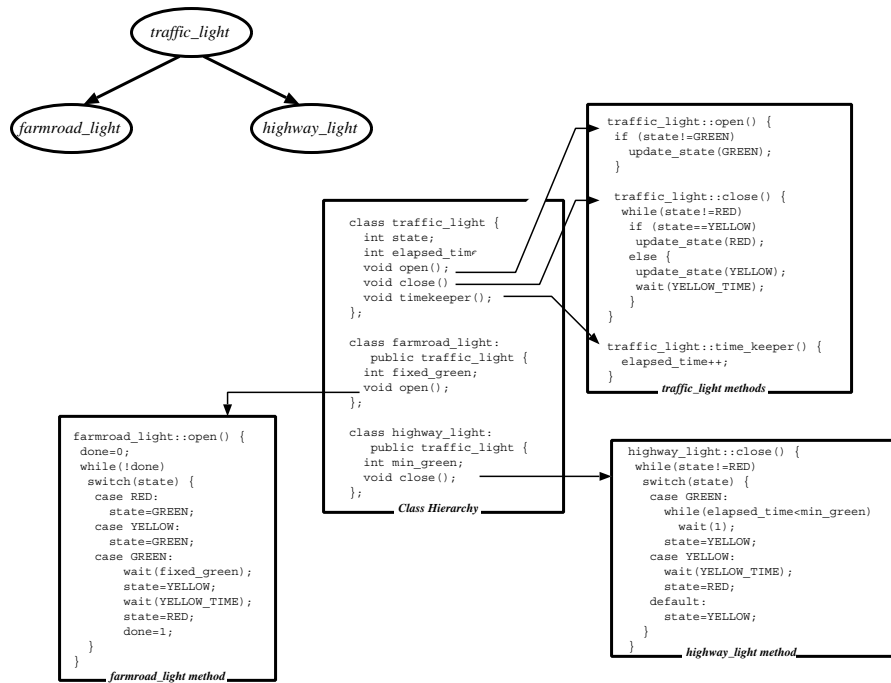 traffic_light
farmroad_light
highway_light
class traffic_light {
int state;
int elapsed_time
void open();
void close()
void timekeeper();
};
class farmroad_light:
public traffic_light {
int fixed_green;
void open();
};
class highway_light:
public traffic_light {
int min_green;
void close();
};
Class Hierarchy
traffic_light::open() {
if (state!=GREEN)
update_state(GREEN);
}
traffic_light::close() {
while(state!=RED)
if (state==YELLOW)
update_state(RED);
else {
update_state(YELLOW);
wait(YELLOW_TIME);
}
}
traffic_light::time_keeper() {
elapsed_time++;
}
traffic_light methods
farmroad_light::open() {
done=0;
while(!done)
switch(state) {
case RED:
state=GREEN;
case YELLOW:
state=GREEN;
case GREEN:
wait(fixed_green);
state=YELLOW;
wait(YELLOW_TIME);
state=RED;
done=1;
}
}
farmroad_light method
highway_light::close() {
while(state!=RED)
switch(state) {
case GREEN:
while(elapsed_time<min_green)
wait(1);
state=YELLOW;
case YELLOW:
wait(YELLOW_TIME);
state=RED;
default:
state=YELLOW;
}
}
highway_light method